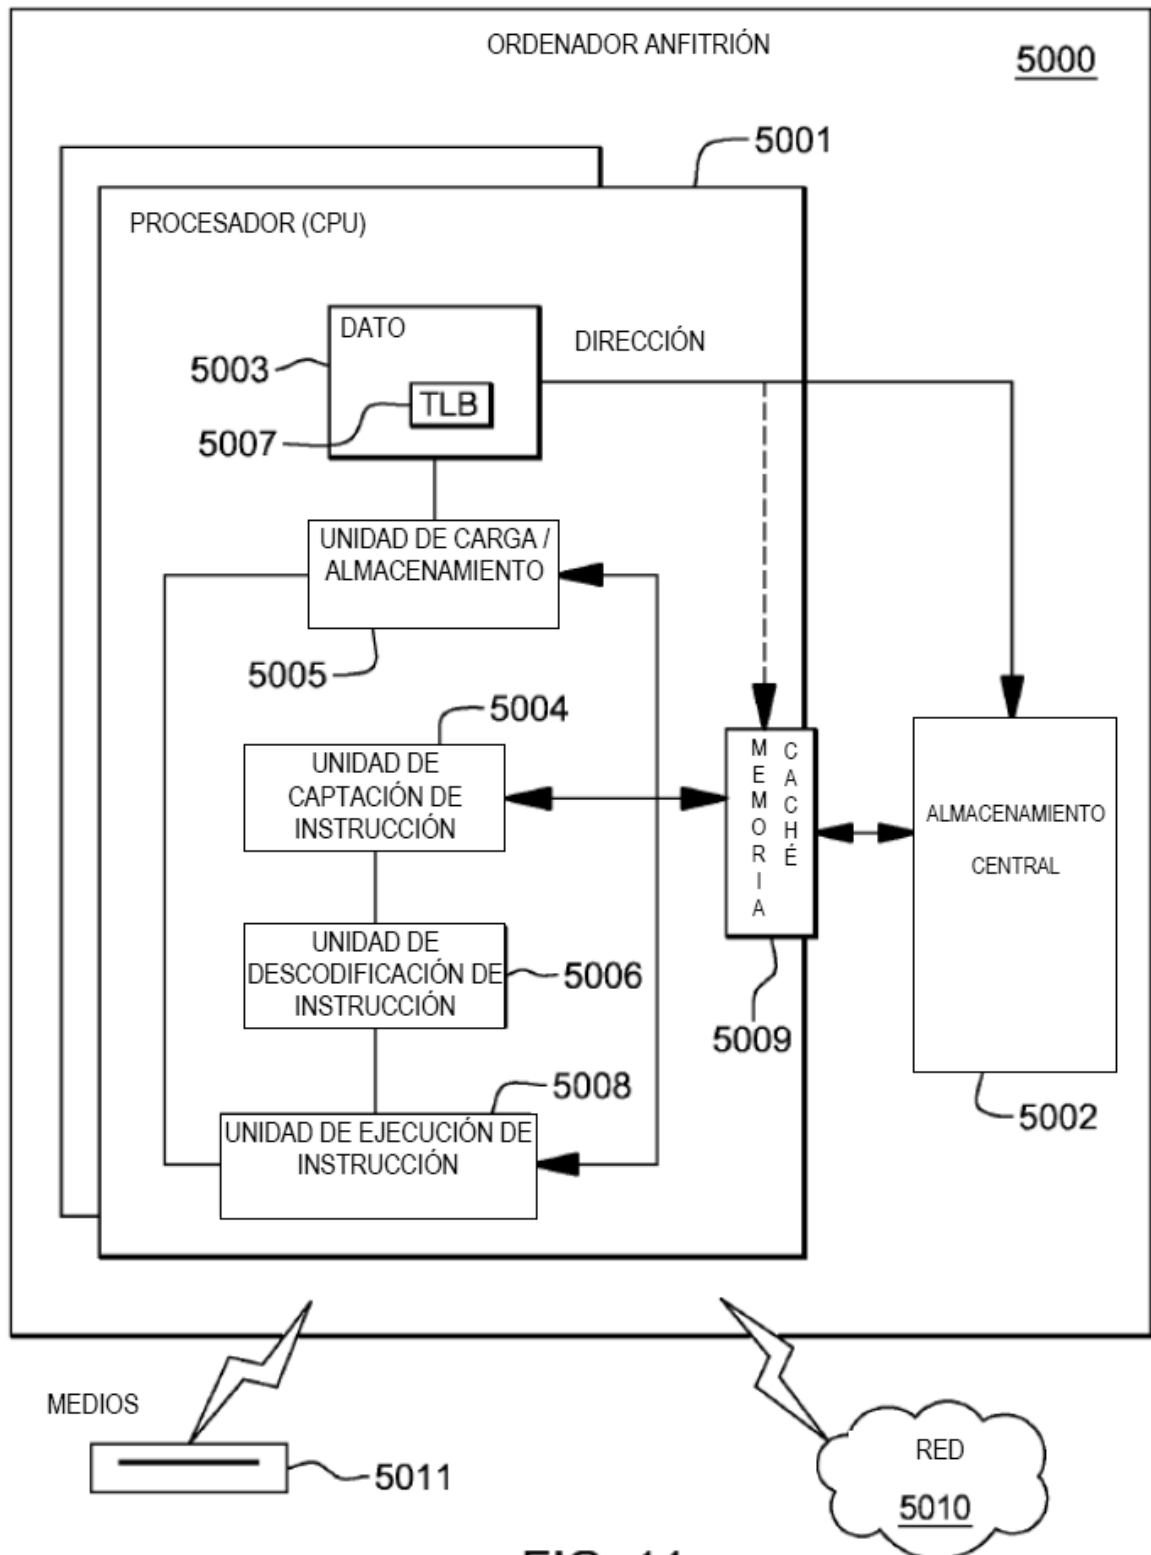 ORDENADOR ANFITRIÓN
5000
5001
PROCESADOR (CPU)
DATO
DIRECCIÓN
5003
TLB
5007
UNIDAD DE CARGA /
ALMACENAMIENTO
5005
5004
UNIDAD DE
CAPTACIÓN DE
INSTRUCCIÓN
MEMORIA
CACHÉ
ALMACENAMIENTO
CENTRAL
UNIDAD DE
DESCODIFICACIÓN DE
INSTRUCCIÓN
5006
5009
5008
5002
UNIDAD DE EJECUCIÓN DE
INSTRUCCIÓN
MEDIOS
5011
RED
5010